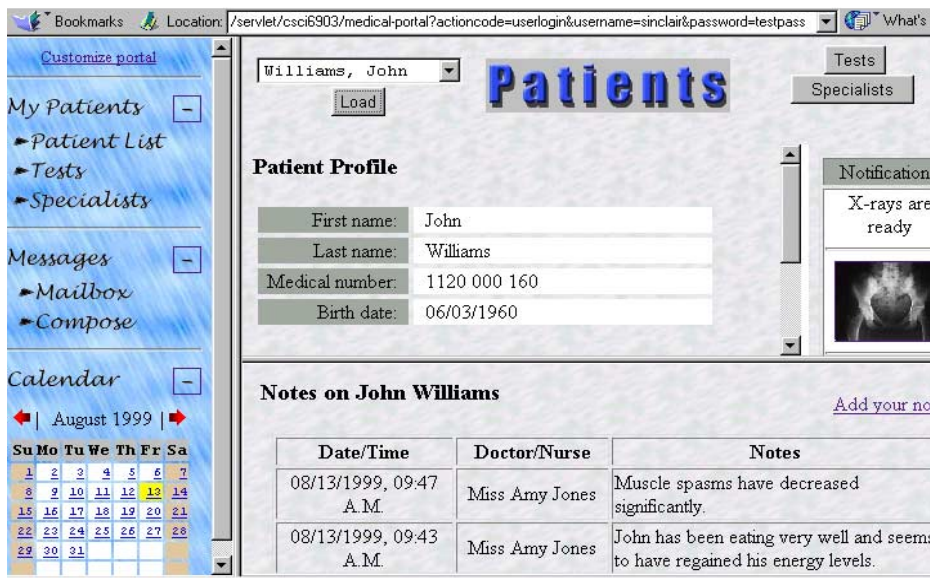 Bookmarks Location: /servlet/csci6903/medical-portal?actioncode=userlogin&username=sinclair&password=testpass What's
Customize portal
My Patients –
Patient List
Tests
Specialists
Messages –
Mailbox
Compose
Calendar –
| August 1999 |
Su Mo Tu We Th Fr Sa
1 2 3 4 5 6 7
8 9 10 11 12 13 14
15 16 17 18 19 20 21
22 23 24 25 26 27 28
29 30 31
Williams, John
Load
Patients
Tests
Specialists
Patient Profile
First name: John
Last name: Williams
Medical number: 1120 000 160
Birth date: 06/03/1960
Notification
X-rays are
ready
Notes on John Williams
Add your no
Date/Time Doctor/Nurse Notes
08/13/1999, 09:47
A.M.
Miss Amy Jones
Muscle spasms have decreased
significantly.
08/13/1999, 09:43
A.M.
Miss Amy Jones
John has been eating very well and seems
to have regained his energy levels.